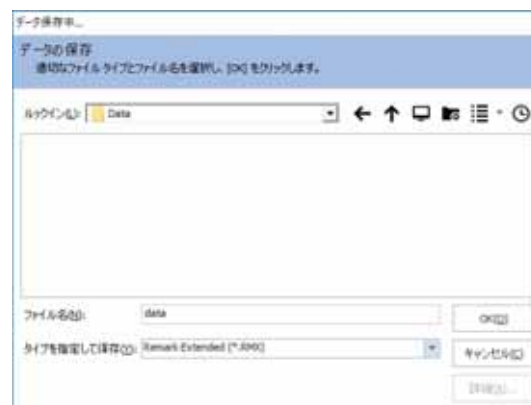 データ保存中...
データの保存
適切なファイル タイプとファイル名を選択し、[OK] をクリックします。
ルックイン(L): Data
ファイル名(N): data
OK(O)
タイプを指定して保存(Y): Remark Extended (*.RMX)
キャンセル(C)